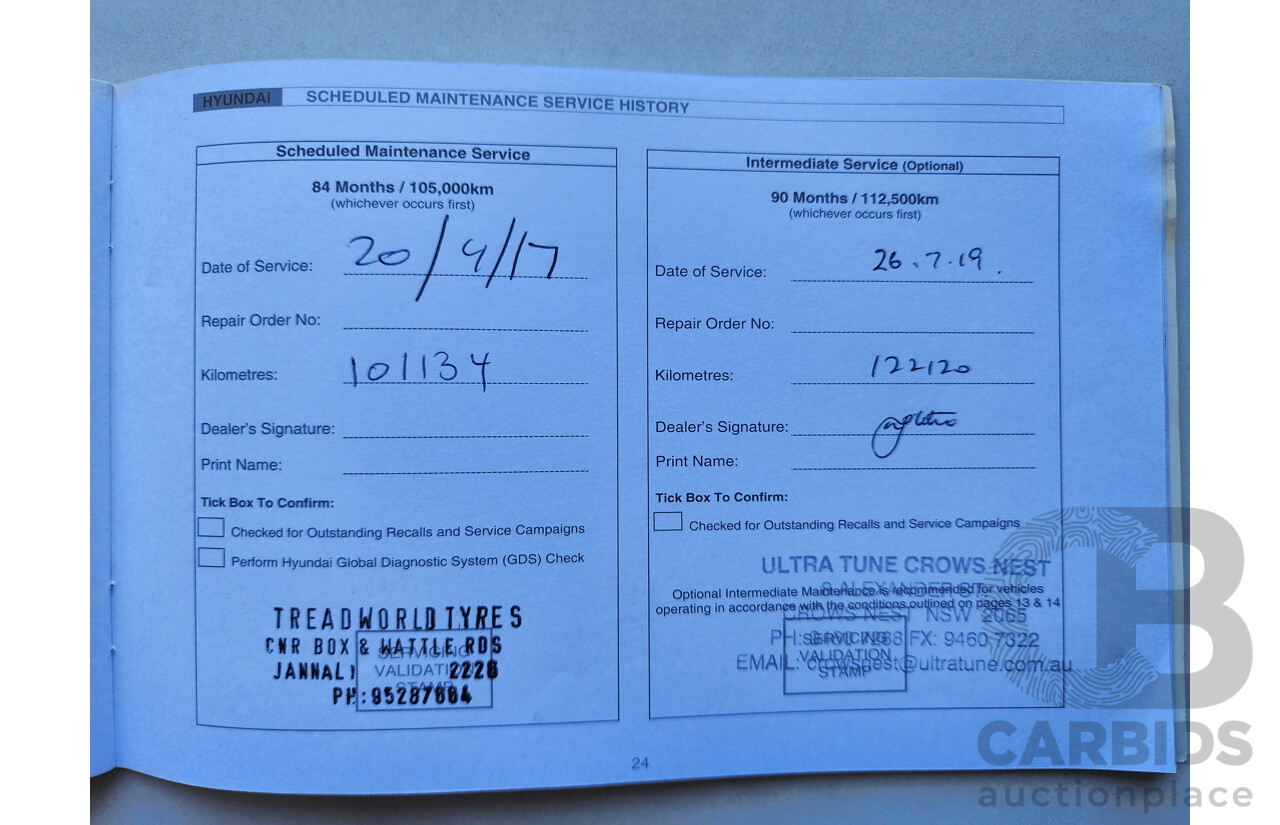 HYUNDAI SCHEDULED MAINTENANCE SERVICE HISTORY
Scheduled Maintenance Service
84 Months / 105,000km
(whichever occurs first)
Date of Service: 20/4/17
Repair Order No:
Kilometres: 101134
Dealer's Signature:
Print Name:
Tick Box To Confirm:
Checked for Outstanding Recalls and Service Campaigns
Perform Hyundai Global Diagnostic System (GDS) Check
TREADWORLD TYRES
CNR BOX & WATTLE RDS
JANNALI 2226
PH:95287664
SERVICING
VALIDATION
STAMP
Intermediate Service (Optional)
90 Months / 112,500km
(whichever occurs first)
Date of Service: 26.7.19.
Repair Order No:
Kilometres: 122120
Dealer's Signature:
Print Name:
Tick Box To Confirm:
Checked for Outstanding Recalls and Service Campaigns
ULTRA TUNE CROWS NEST
Optional Intermediate Maintenance is recommended for vehicles
operating in accordance with the conditions outlined on pages 13 & 14
CROWS NEST NSW 2065
PH: FX: 9460 7322
EMAIL: crowsnest@ultratune.com.au
SERVICING
VALIDATION
STAMP
24
CARBIDS
auctionplace